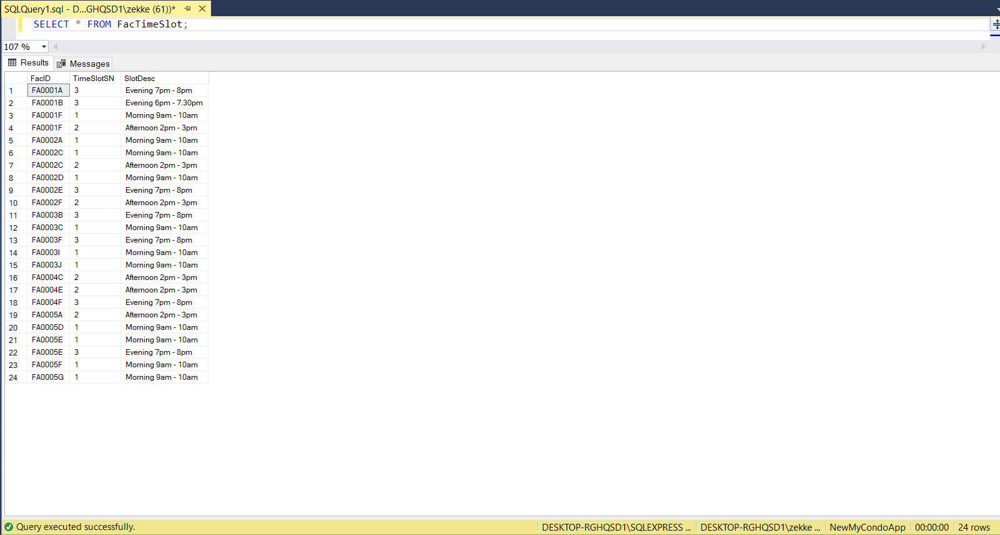 SQLQuery1.sql - D...GHQSD1\zekke (61))*
SELECT * FROM FacTimeSlot;
107 %
Results Messages
FacID TimeSlotSN SlotDesc
1 FA0001A 3 Evening 7pm - 8pm
2 FA0001B 3 Evening 6pm - 7.30pm
3 FA0001F 1 Morning 9am - 10am
4 FA0001F 2 Afternoon 2pm - 3pm
5 FA0002A 1 Morning 9am - 10am
6 FA0002C 1 Morning 9am - 10am
7 FA0002C 2 Afternoon 2pm - 3pm
8 FA0002D 1 Morning 9am - 10am
9 FA0002E 3 Evening 7pm - 8pm
10 FA0002F 2 Afternoon 2pm - 3pm
11 FA0003B 3 Evening 7pm - 8pm
12 FA0003C 1 Morning 9am - 10am
13 FA0003F 3 Evening 7pm - 8pm
14 FA0003I 1 Morning 9am - 10am
15 FA0003J 1 Morning 9am - 10am
16 FA0004C 2 Afternoon 2pm - 3pm
17 FA0004E 2 Afternoon 2pm - 3pm
18 FA0004F 3 Evening 7pm - 8pm
19 FA0005A 2 Afternoon 2pm - 3pm
20 FA0005D 1 Morning 9am - 10am
21 FA0005E 1 Morning 9am - 10am
22 FA0005E 3 Evening 7pm - 8pm
23 FA0005F 1 Morning 9am - 10am
24 FA0005G 1 Morning 9am - 10am
Query executed successfully. DESKTOP-RGHQSD1\SQLEXPRESS ... DESKTOP-RGHQSD1\zekke ... NewMyCondoApp 00:00:00 24 rows